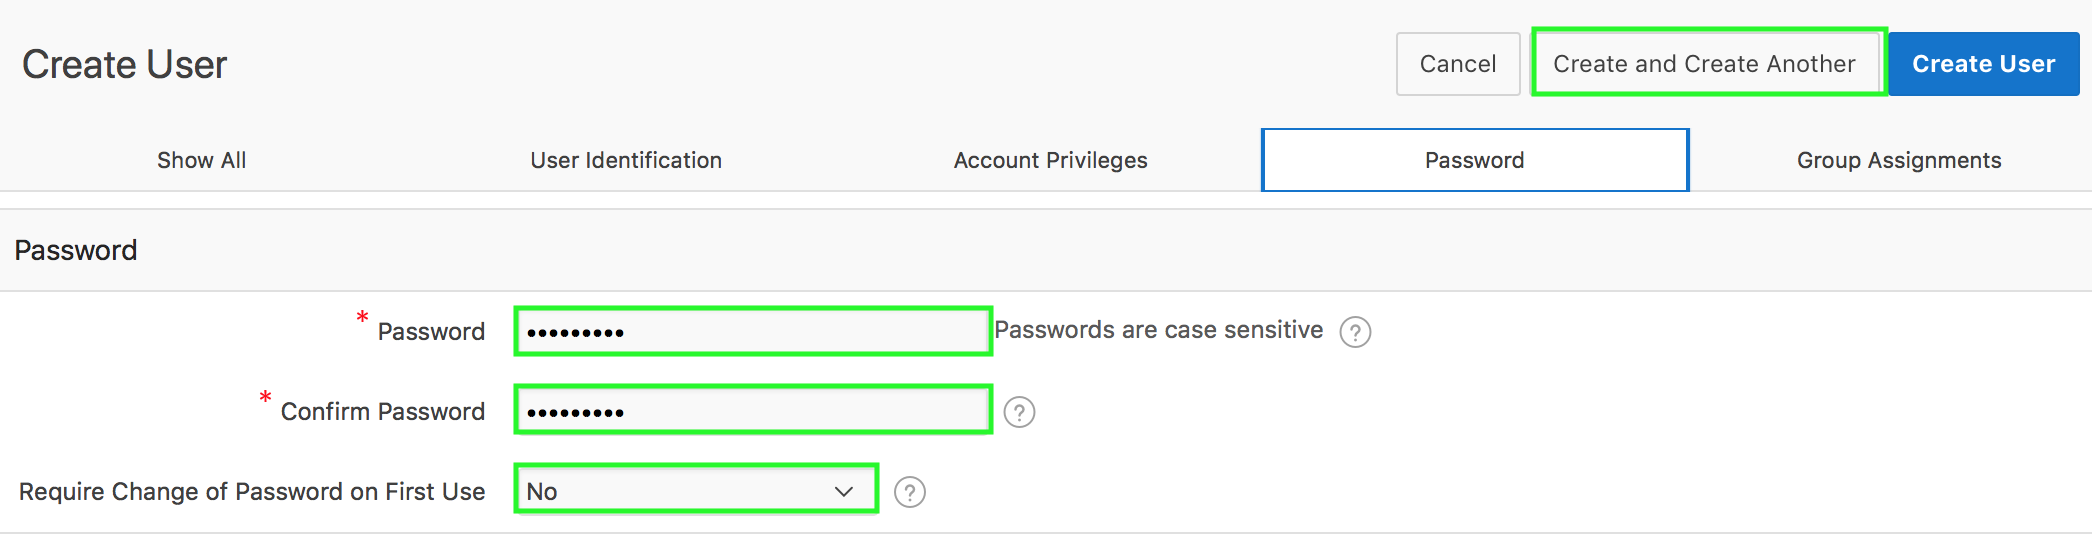 Create User
Cancel
Create and Create Another
Create User
Show All
User Identification
Account Privileges
Password
Group Assignments
Password
* Password
••••••••• Passwords are case sensitive ?
* Confirm Password
••••••••• ?
Require Change of Password on First Use
No ?